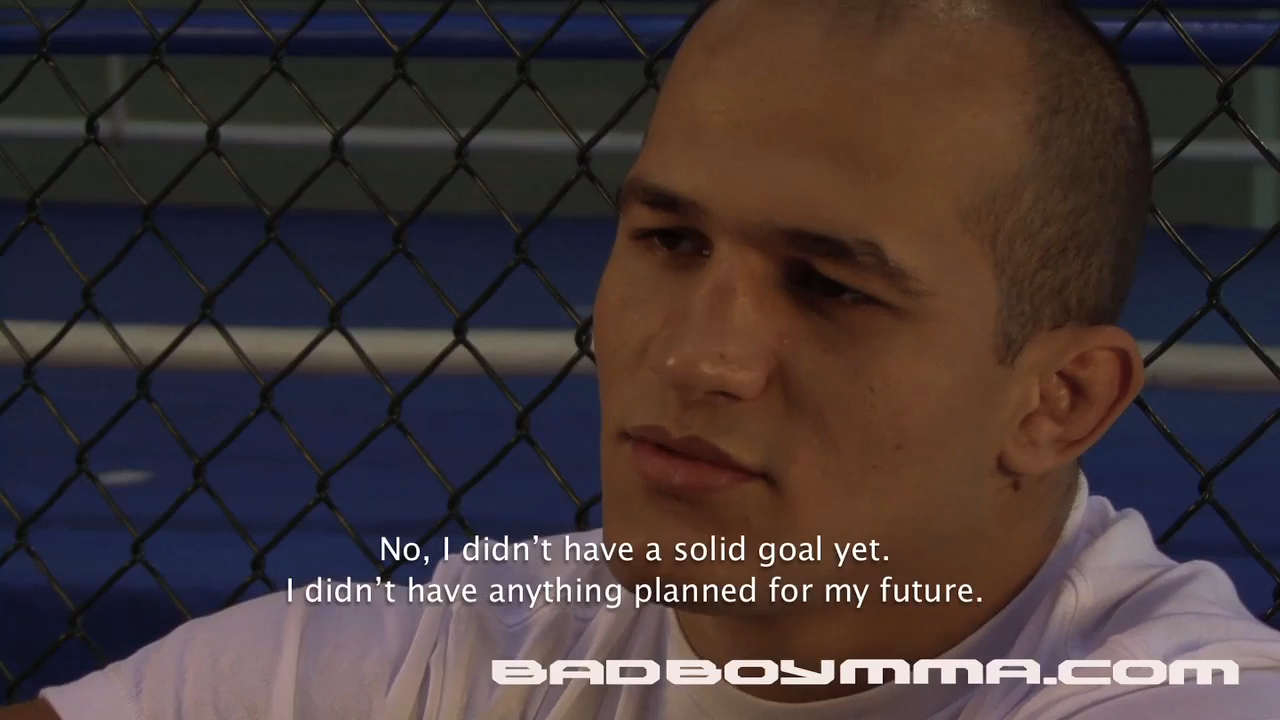 No, I didn't have a solid goal yet.
I didn't have anything planned for my future.
BADBOYMMA.COM